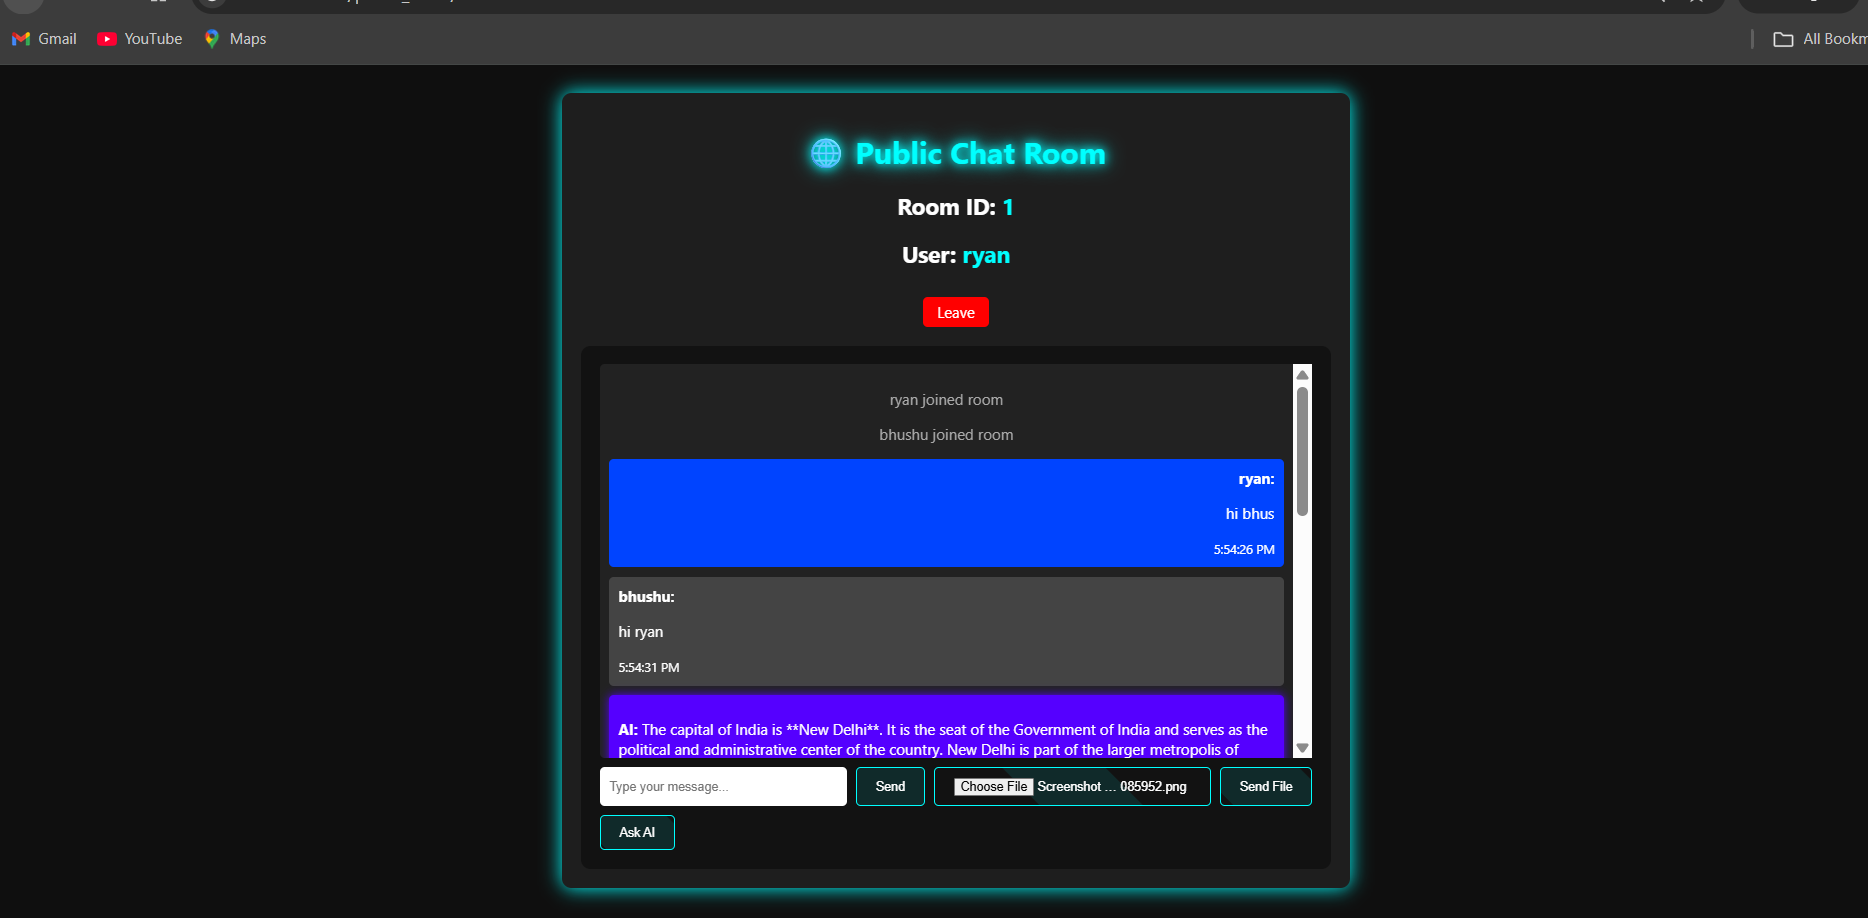 Gmail
YouTube
Maps
All Bookm
Public Chat Room
Room ID: 1
User: ryan
Leave
ryan joined room
bhushu joined room
ryan:
hi bhus
5:54:26 PM
bhushu:
hi ryan
5:54:31 PM
AI: The capital of India is **New Delhi**. It is the seat of the Government of India and serves as the
political and administrative center of the country. New Delhi is part of the larger metropolis of
Type your message...
Send
Choose File Screenshot ... 085952.png
Send File
Ask AI